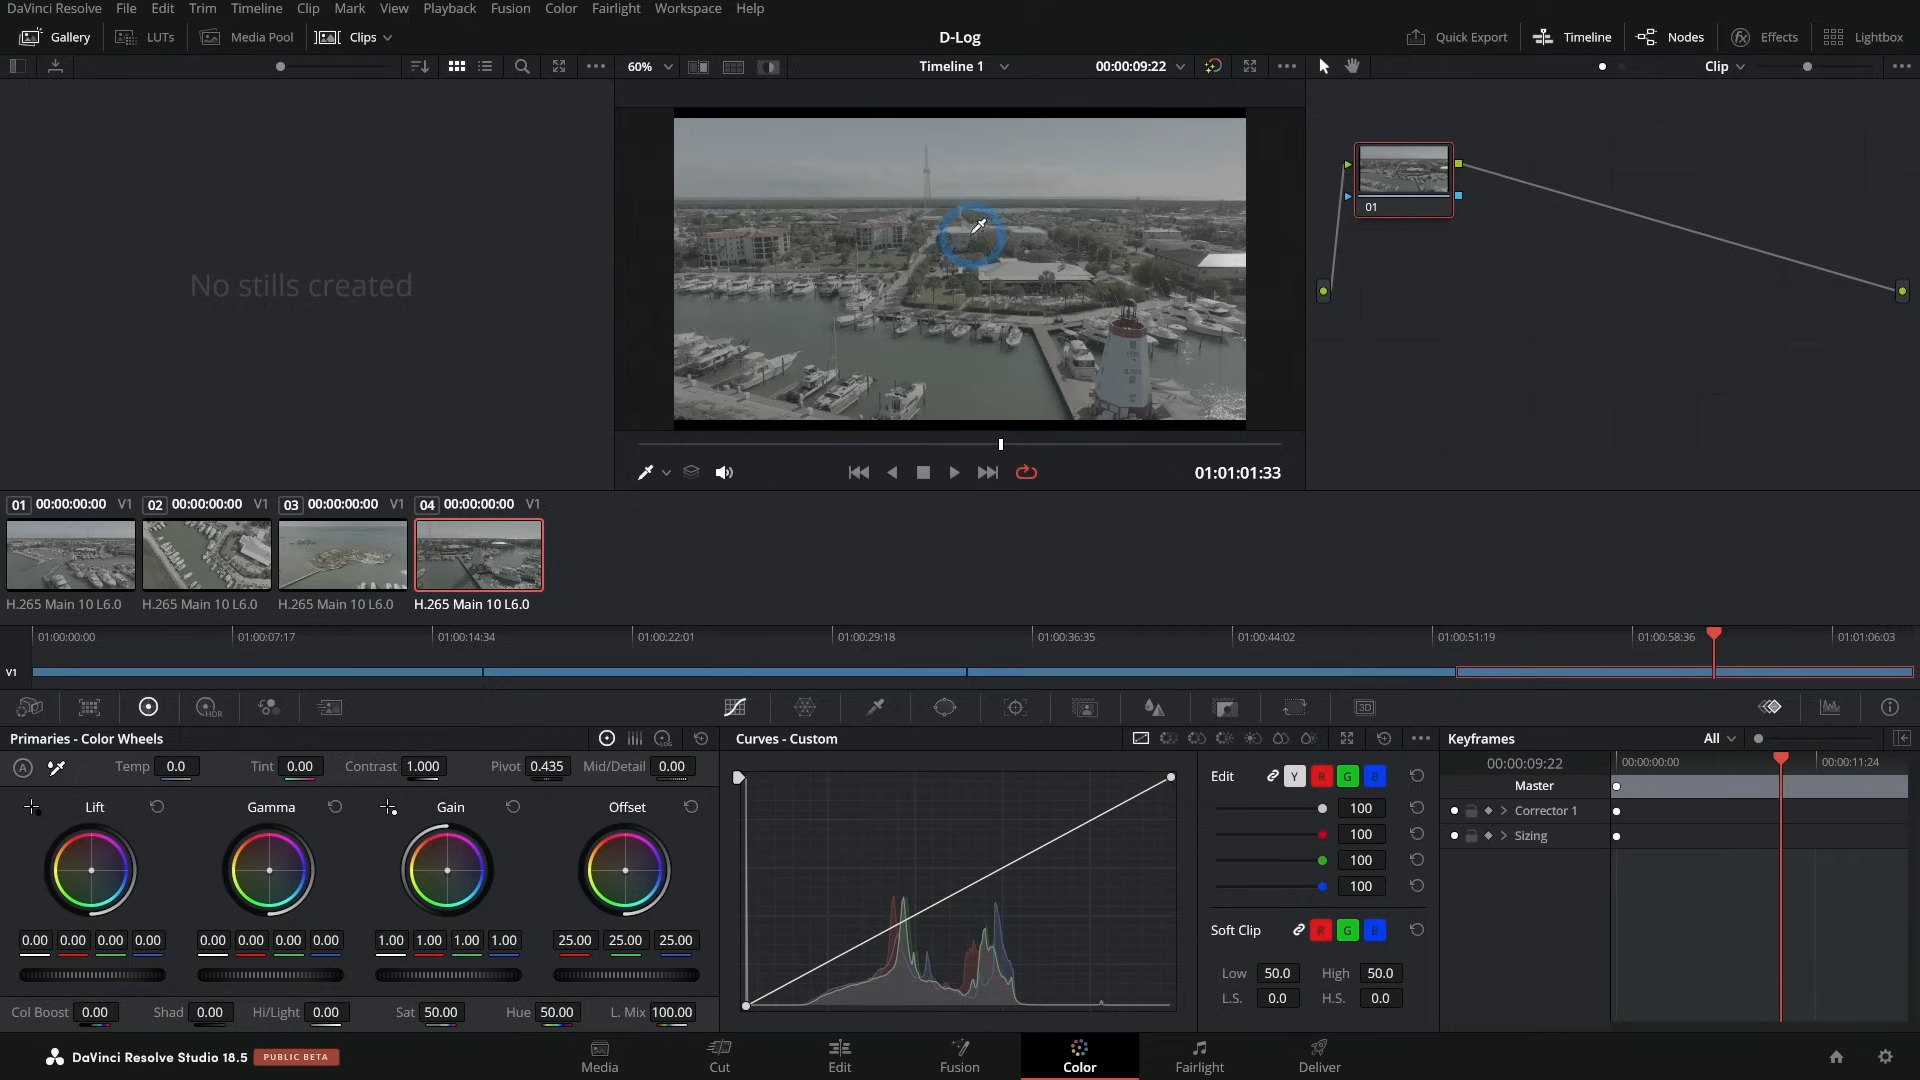 DaVinci Resolve File Edit Trim Timeline Clip Mark View Playback Fusion Color Fairlight Workspace Help
Gallery LUTs Media Pool Clips D-Log Quick Export Timeline Nodes fx Effects Lightbox
60% Timeline 1 00:00:09:22 Clip
No stills created
01
01:01:01:33
01 00:00:00:00 V1 02 00:00:00:00 V1 03 00:00:00:00 V1 04 00:00:00:00 V1
H.265 Main 10 L6.0 H.265 Main 10 L6.0 H.265 Main 10 L6.0 H.265 Main 10 L6.0
01:00:00:00 01:00:07:17 01:00:14:34 01:00:22:01 01:00:29:18 01:00:36:35 01:00:44:02 01:00:51:19 01:00:58:36 01:01:06:03
V1
HDR 3D
Primaries - Color Wheels LOG Curves - Custom Keyframes All
A Temp 0.0 Tint 0.00 Contrast 1.000 Pivot 0.435 Mid/Detail 0.00 Edit Y R G B 00:00:09:22 00:00:00:00 00:00:11:24
Master
Lift Gamma Gain Offset 100 Corrector 1
100 Sizing
100
100
0.00 0.00 0.00 0.00 0.00 0.00 0.00 0.00 1.00 1.00 1.00 1.00 25.00 25.00 25.00 Soft Clip R G B
Low 50.0 High 50.0
L.S. 0.0 H.S. 0.0
Col Boost 0.00 Shad 0.00 Hi/Light 0.00 Sat 50.00 Hue 50.00 L. Mix 100.00
DaVinci Resolve Studio 18.5 PUBLIC BETA Media Cut Edit Fusion Color Fairlight Deliver